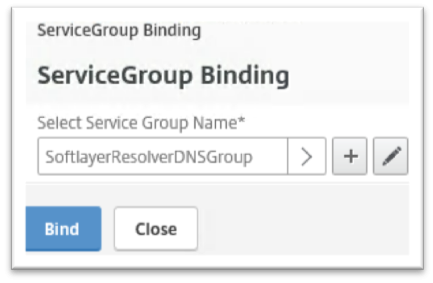 ServiceGroup Binding
ServiceGroup Binding
Select Service Group Name*
SoftlayerResolverDNSGroup
Bind Close